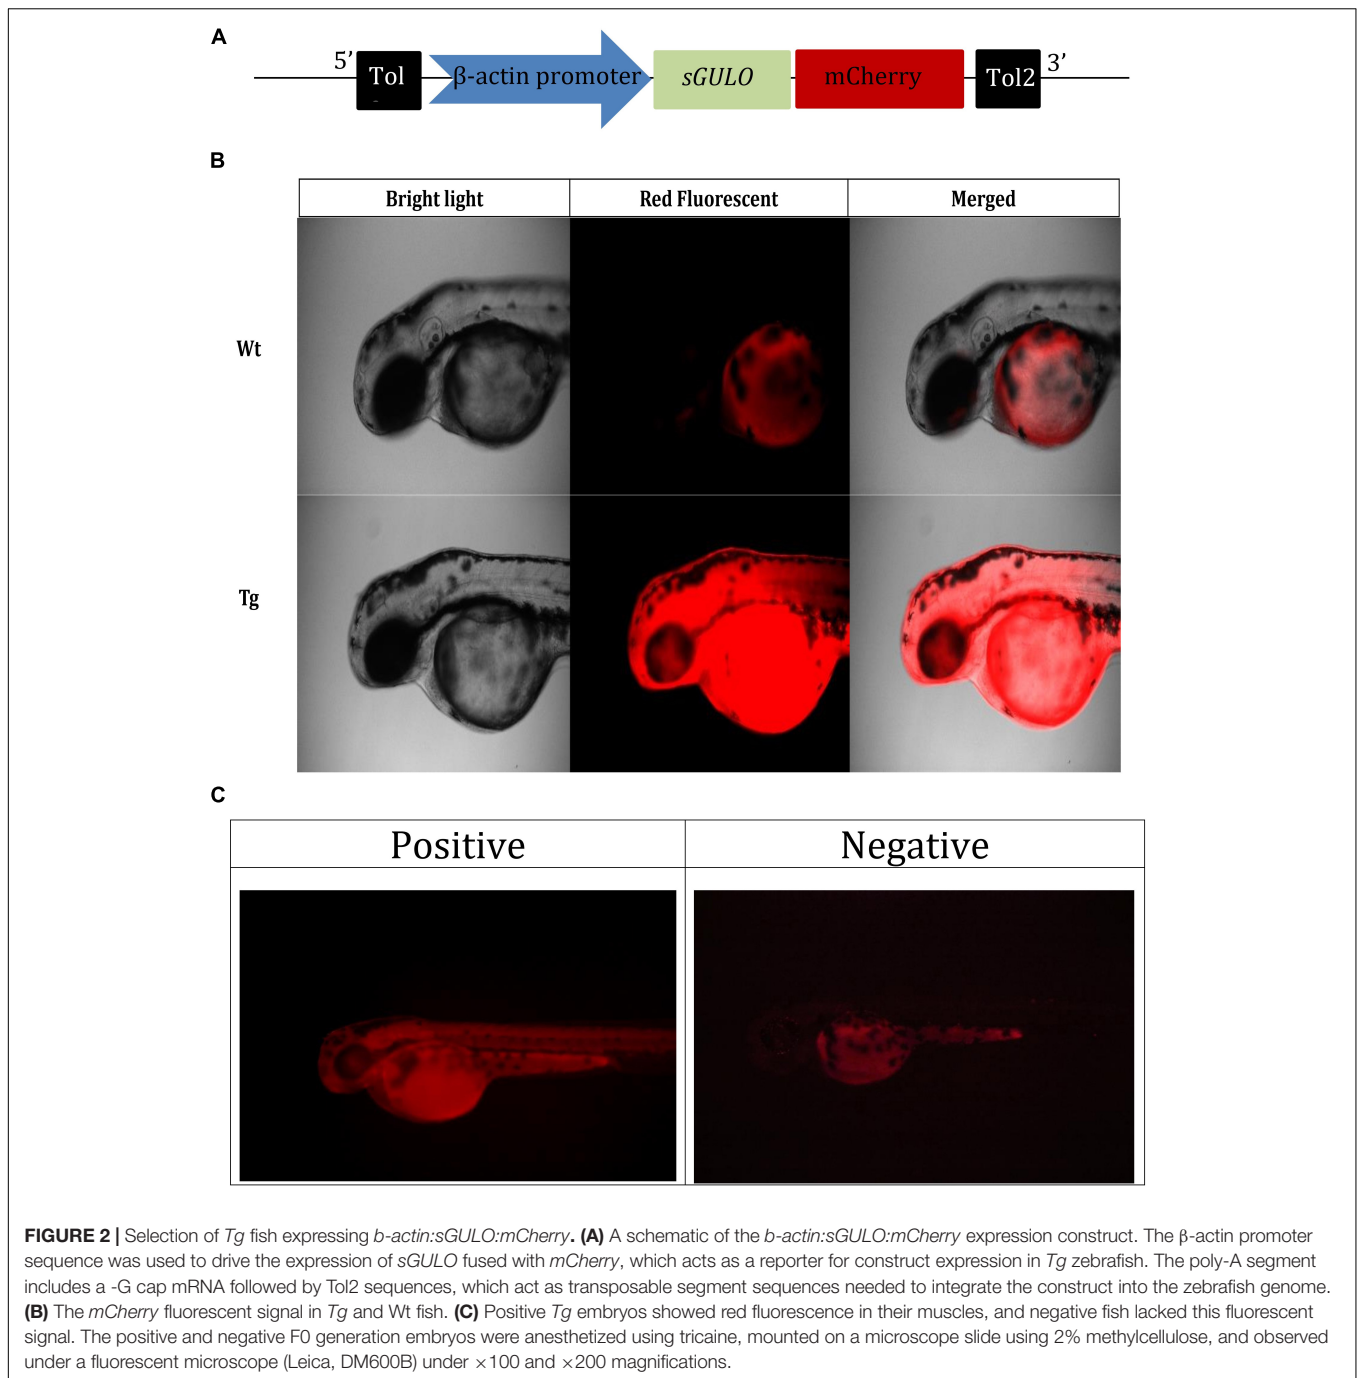 A
5’ Tol β-actin promoter sGULO mCherry Tol2 3’
B
Bright light Red Fluorescent Merged
Wt
Tg
C
Positive Negative
FIGURE 2 | Selection of Tg fish expressing b-actin:sGULO:mCherry. (A) A schematic of the b-actin:sGULO:mCherry expression construct. The β-actin promoter
sequence was used to drive the expression of sGULO fused with mCherry, which acts as a reporter for construct expression in Tg zebrafish. The poly-A segment
includes a -G cap mRNA followed by Tol2 sequences, which act as transposable segment sequences needed to integrate the construct into the zebrafish genome.
(B) The mCherry fluorescent signal in Tg and Wt fish. (C) Positive Tg embryos showed red fluorescence in their muscles, and negative fish lacked this fluorescent
signal. The positive and negative F0 generation embryos were anesthetized using tricaine, mounted on a microscope slide using 2% methylcellulose, and observed
under a fluorescent microscope (Leica, DM600B) under ×100 and ×200 magnifications.